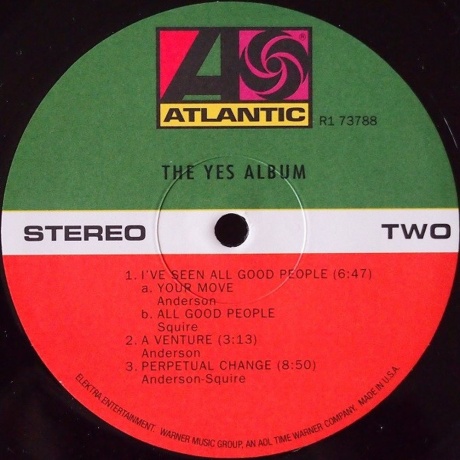 ATLANTIC ®
R1 73788
THE YES ALBUM
STEREO TWO
1. I'VE SEEN ALL GOOD PEOPLE (6:47)
a. YOUR MOVE
Anderson
b. ALL GOOD PEOPLE
Squire
2. A VENTURE (3:13)
Anderson
3. PERPETUAL CHANGE (8:50)
Anderson-Squire
ELEKTRA ENTERTAINMENT. WARNER MUSIC GROUP, AN AOL TIME WARNER COMPANY. MADE IN U.S.A.